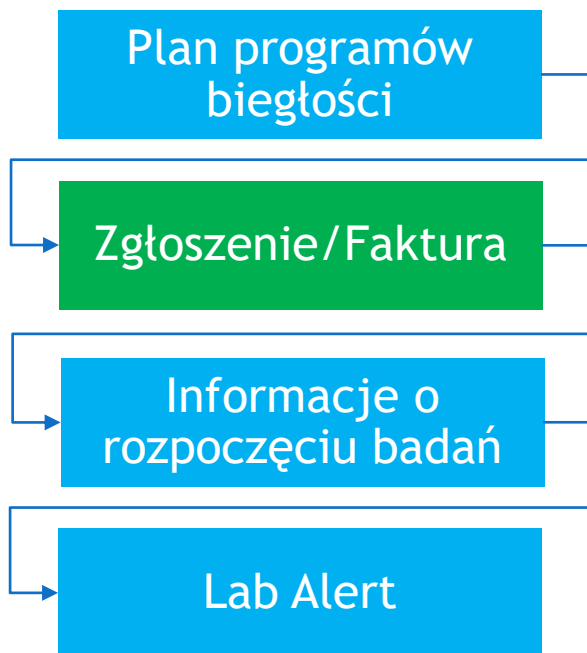 Plan programów
biegłości
Zgłoszenie/Faktura
Informacje o
rozpoczęciu badań
Lab Alert